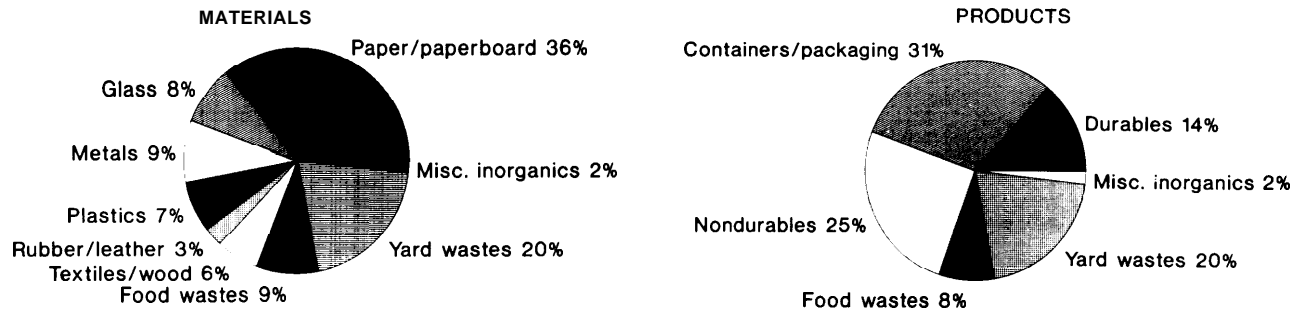 MATERIALS
Paper/paperboard 36%
Glass 8%
Metals 9%
Misc. inorganics 2%
Plastics 7%
Rubber/leather 3%
Yard wastes 20%
Textiles/wood 6%
Food wastes 9%
PRODUCTS
Containers/packaging 31%
Durables 14%
Misc. inorganics 2%
Nondurables 25%
Yard wastes 20%
Food wastes 8%